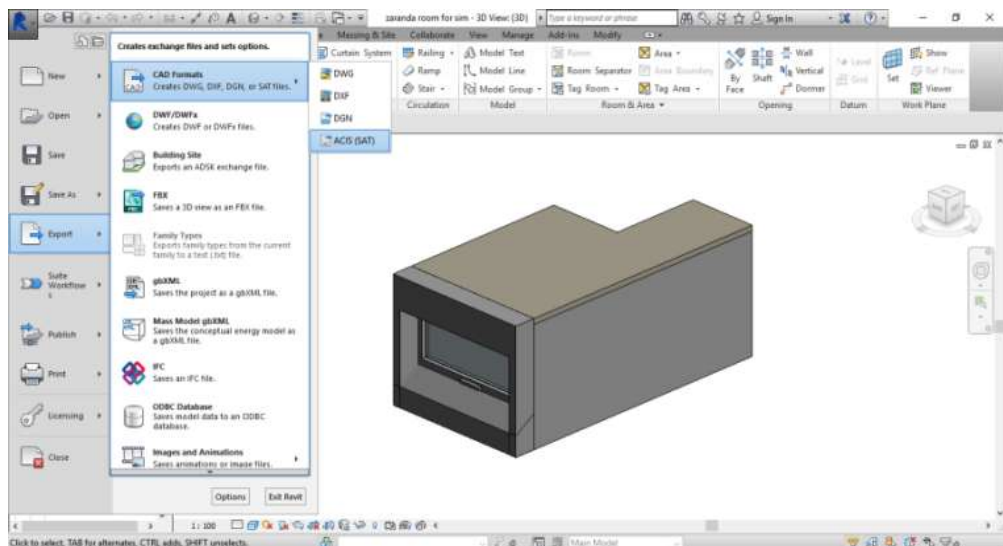 zaranda room for sim - 3D View: {3D}
Type a keyword or phrase
Sign In
Massing & Site Collaborate View Manage Add-Ins Modify
Curtain System
Railing
Ramp
Stair
Circulation
Model Text
Model Line
Model Group
Model
Room
Room Separator
Tag Room
Area
Area Boundary
Tag Area
Room & Area
By Face
Shaft
Wall
Vertical
Dormer
Opening
Level
Grid
Datum
Set
Show
Ref Plane
Viewer
Work Plane
New
Open
Save
Save As
Export
Suite Workflows
Publish
Print
Licensing
Close
Creates exchange files and sets options.
CAD Formats
Creates DWG, DXF, DGN, or SAT files.
DWF/DWFx
Creates DWF or DWFx files.
Building Site
Exports an ADSK exchange file.
FBX
Saves a 3D view as an FBX file.
Family Types
Exports family types from the current
family to a text (.txt) file.
gbXML
Saves the project as a gbXML file.
Mass Model gbXML
Saves the conceptual energy model as
a gbXML file.
IFC
Saves an IFC file.
ODBC Database
Saves model data to an ODBC
database.
Images and Animations
Saves animations or image files.
DWG
DXF
DGN
ACIS (SAT)
Options
Exit Revit
1 : 100
Click to select, TAB for alternates, CTRL adds, SHIFT unselects.
Main Model